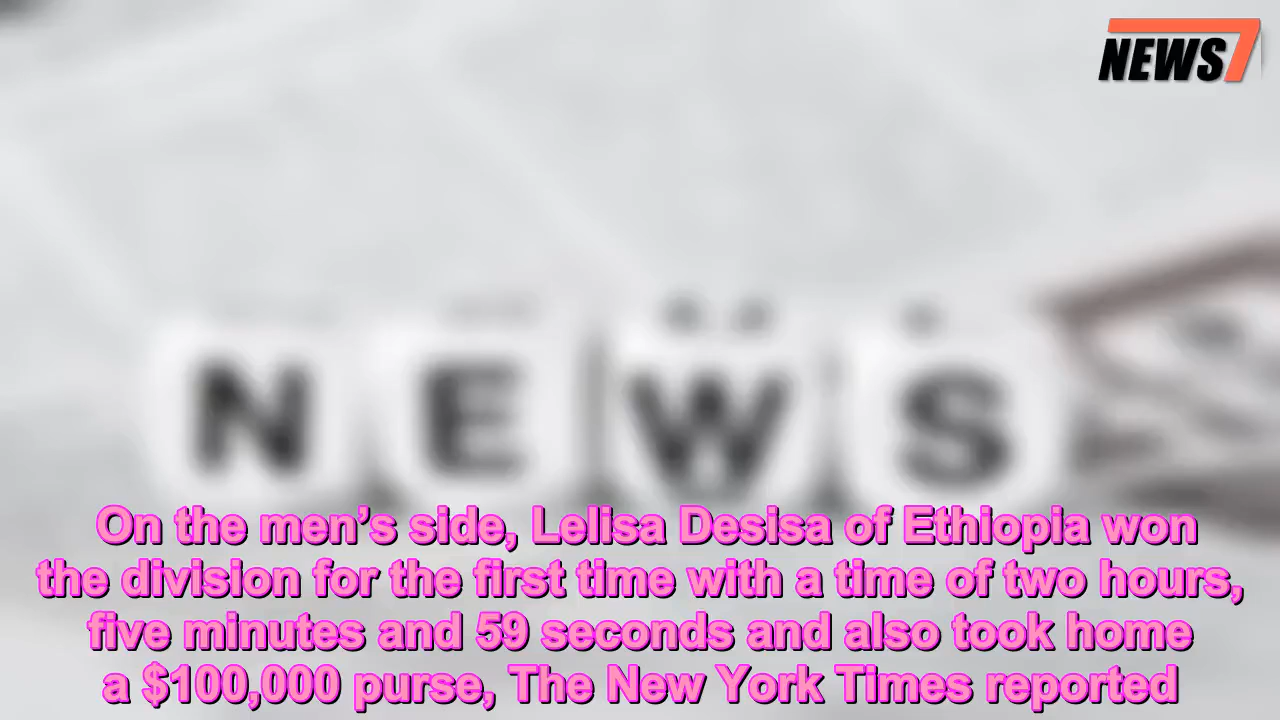 NEWS7
NEWS
On the men’s side, Lelisa Desisa of Ethiopia won
the division for the first time with a time of two hours,
five minutes and 59 seconds and also took home
a $100,000 purse, The New York Times reported